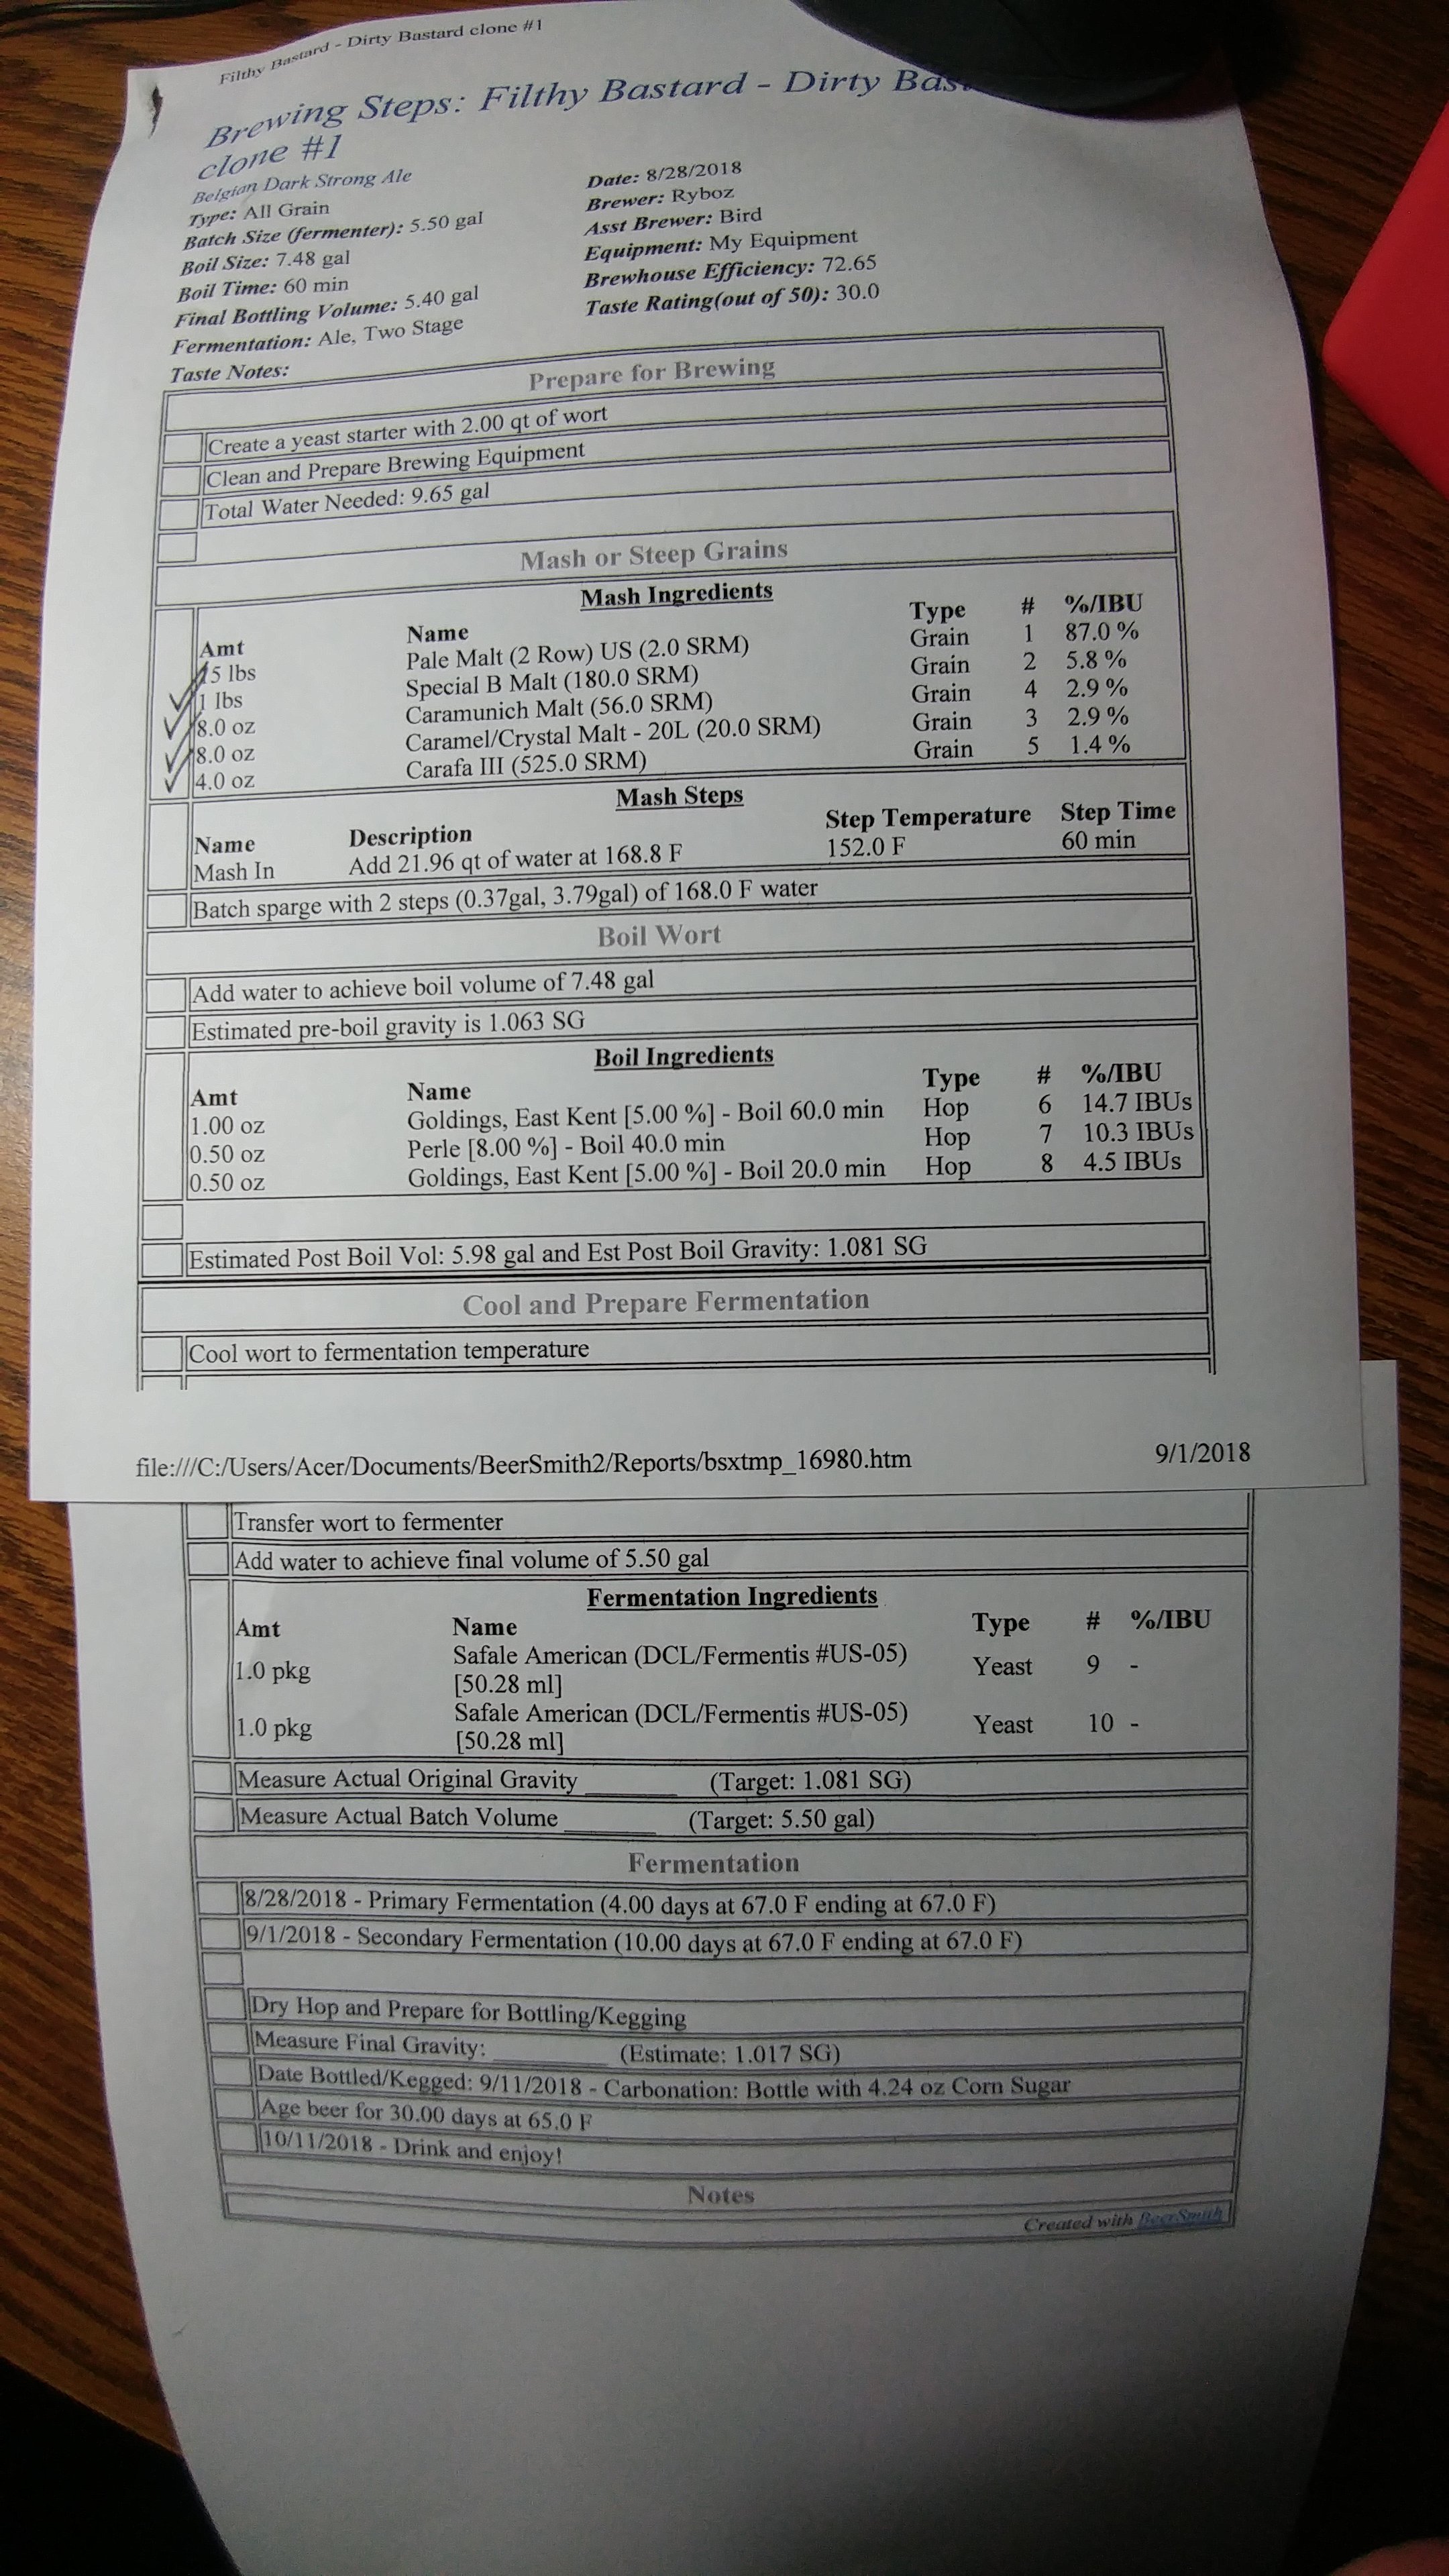 Filthy Bastard - Dirty Bastard clone #1
Brewing Steps: Filthy Bastard - Dirty
clone #1
Belgian Dark Strong Ale
Type: All Grain
Batch Size (fermenter): 5.50 gal
Boil Size: 7.48 gal
Boil Time: 60 min
Final Bottling Volume: 5.40 gal
Fermentation: Ale, Two Stage
Taste Notes:
Date: 8/28/2018
Brewer: Ryboz
Asst Brewer: Bird
Equipment: My Equipment
Brewhouse Efficiency: 72.65
Taste Rating(out of 50): 30.0
Prepare for Brewing
Create a yeast starter with 2.00 qt of wort
Clean and Prepare Brewing Equipment
Total Water Needed: 9.65 gal
Mash or Steep Grains
Mash Ingredients
Amt Name Type # %/IBU
15 lbs Pale Malt (2 Row) US (2.0 SRM) Grain 1 87.0 %
1 lbs Special B Malt (180.0 SRM) Grain 2 5.8 %
8.0 oz Caramunich Malt (56.0 SRM) Grain 4 2.9 %
8.0 oz Caramel/Crystal Malt - 20L (20.0 SRM) Grain 3 2.9 %
4.0 oz Carafa III (525.0 SRM) Grain 5 1.4 %
Mash Steps
Name Description Step Temperature Step Time
Mash In Add 21.96 qt of water at 168.8 F 152.0 F 60 min
Batch sparge with 2 steps (0.37gal, 3.79gal) of 168.0 F water
Boil Wort
Add water to achieve boil volume of 7.48 gal
Estimated pre-boil gravity is 1.063 SG
Boil Ingredients
Amt Name Type # %/IBU
1.00 oz Goldings, East Kent [5.00 %] - Boil 60.0 min Hop 6 14.7 IBUs
0.50 oz Perle [8.00 %] - Boil 40.0 min Hop 7 10.3 IBUs
0.50 oz Goldings, East Kent [5.00 %] - Boil 20.0 min Hop 8 4.5 IBUs
Estimated Post Boil Vol: 5.98 gal and Est Post Boil Gravity: 1.081 SG
Cool and Prepare Fermentation
Cool wort to fermentation temperature
file:///C:/Users/Acer/Documents/BeerSmith2/Reports/bsxtmp_16980.htm 9/1/2018
Transfer wort to fermenter
Add water to achieve final volume of 5.50 gal
Fermentation Ingredients
Amt Name Type # %/IBU
1.0 pkg Safale American (DCL/Fermentis #US-05) Yeast 9 -
[50.28 ml]
1.0 pkg Safale American (DCL/Fermentis #US-05) Yeast 10 -
[50.28 ml]
Measure Actual Original Gravity ________ (Target: 1.081 SG)
Measure Actual Batch Volume ________ (Target: 5.50 gal)
Fermentation
8/28/2018 - Primary Fermentation (4.00 days at 67.0 F ending at 67.0 F)
9/1/2018 - Secondary Fermentation (10.00 days at 67.0 F ending at 67.0 F)
Dry Hop and Prepare for Bottling/Kegging
Measure Final Gravity: ________ (Estimate: 1.017 SG)
Date Bottled/Kegged: 9/11/2018 - Carbonation: Bottle with 4.24 oz Corn Sugar
Age beer for 30.00 days at 65.0 F
10/11/2018 - Drink and enjoy!
Notes
Created with BeerSmith